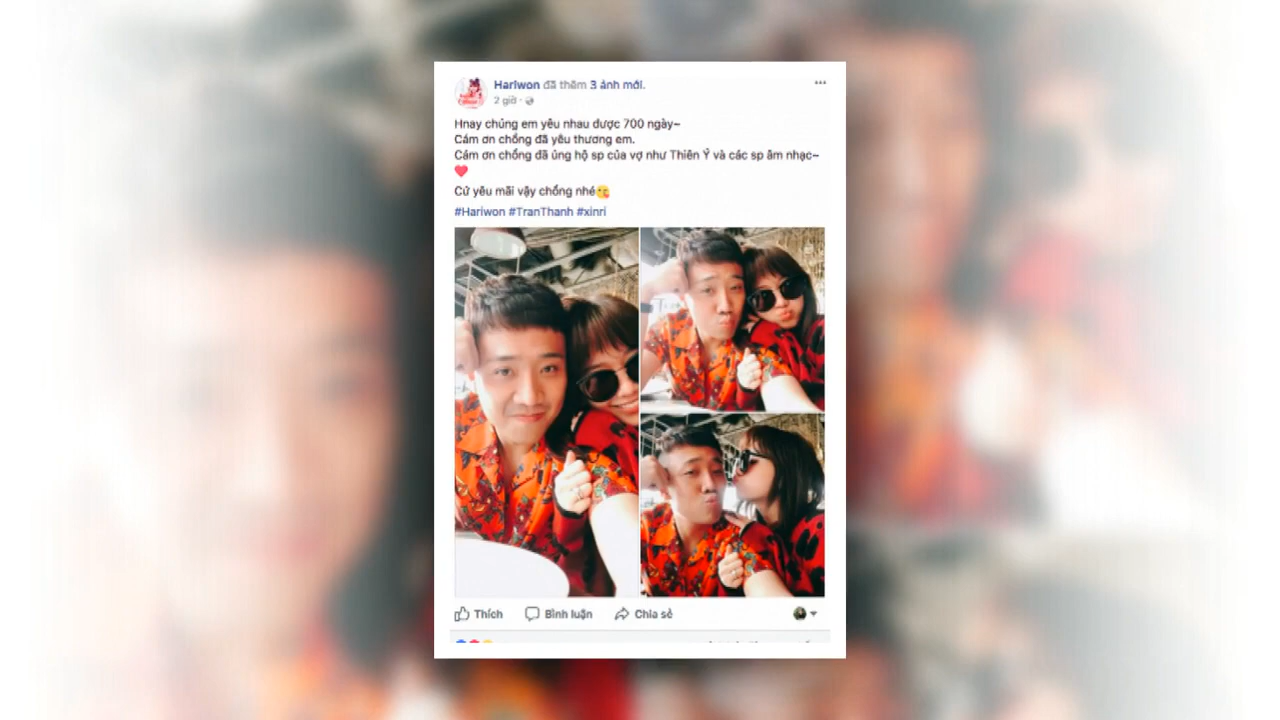 Hariwon đã thêm 3 ảnh mới.
2 giờ ·
Hnay chúng em yêu nhau được 700 ngày~
Cám ơn chồng đã yêu thương em.
Cám ơn chồng đã ủng hộ sp của vợ như Thiên Ý và các sp âm nhạc~
❤️
Cứ yêu mãi vậy chồng nhé😘
#Hariwon #TranThanh #xinri
Thích Bình luận Chia sẻ